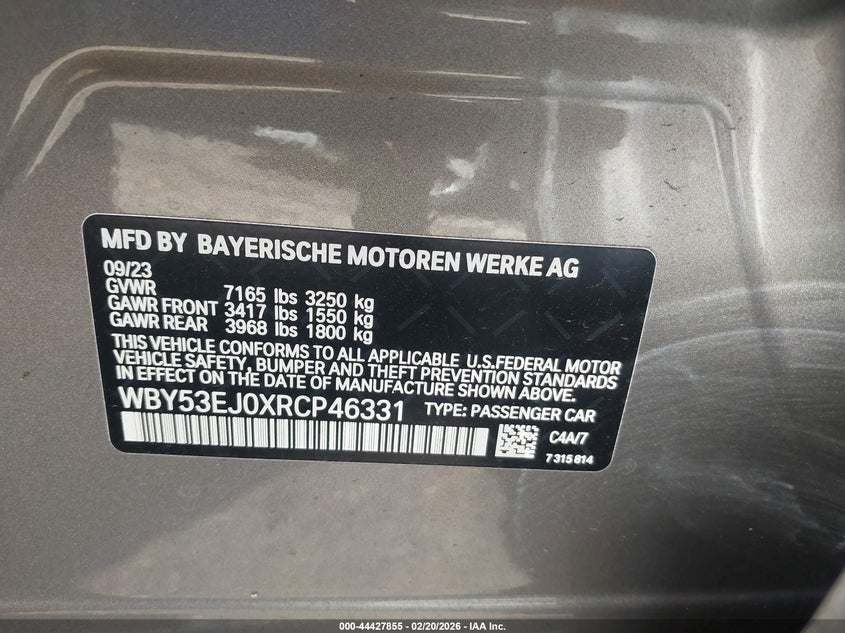 MFD BY BAYERISCHE MOTOREN WERKE AG
09/23
GVWR 7165 lbs 3250 kg
GAWR FRONT 3417 lbs 1550 kg
GAWR REAR 3968 lbs 1800 kg
THIS VEHICLE CONFORMS TO ALL APPLICABLE U.S.FEDERAL MOTOR
VEHICLE SAFETY, BUMPER AND THEFT PREVENTION STANDARDS
IN EFFECT ON THE DATE OF MANUFACTURE SHOWN ABOVE.
WBY53EJ0XRCP46331 TYPE: PASSENGER CAR
C4A/7
7 315 814
000-44427855 - 02/20/2026 - IAA Inc.